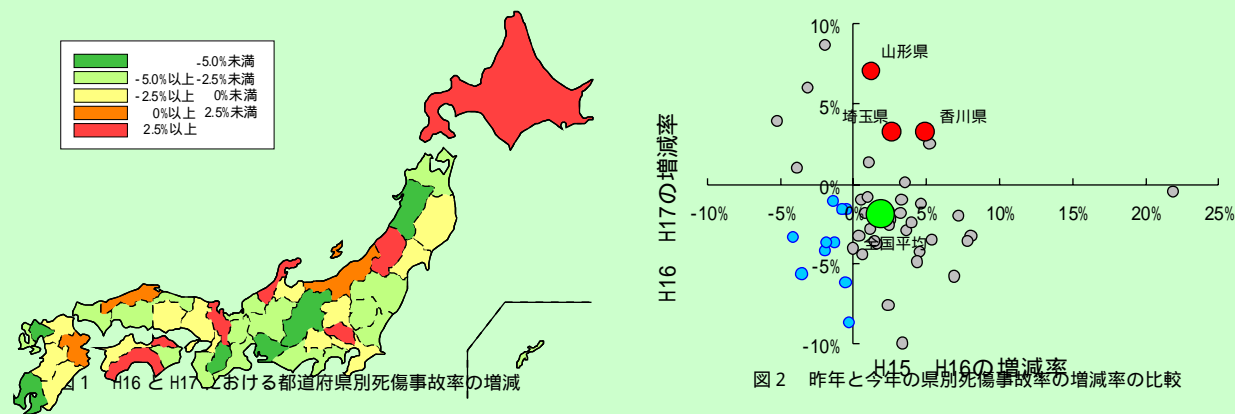 -5.0%未満
-5.0%以上-2.5%未満
-2.5%以上 0%未満
0%以上 2.5%未満
2.5%以上
図1 H16 と H17 における都道府県別死傷事故率の増減
10%
5%
0%
-5%
-10%
-10% -5% 0% 5% 10% 15% 20% 25%
山形県
埼玉県
香川県
全国平均
H16 H17の増減率
H15 H16の増減率
図2 昨年と今年の県別死傷事故率の増減率の比較